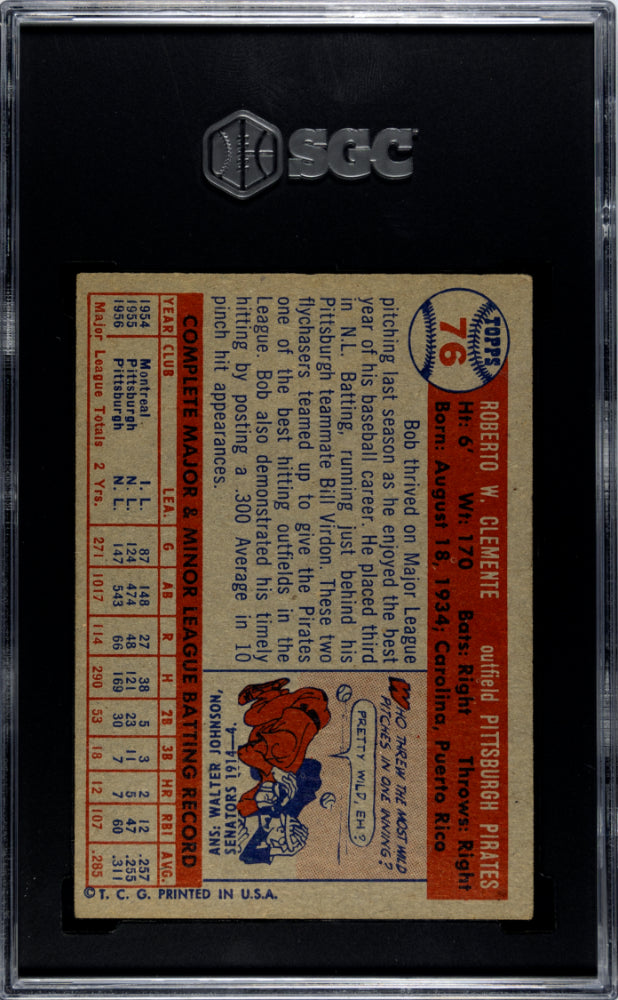 SGC
TOPPS
76
ROBERTO W. CLEMENTE outfield PITTSBURGH PIRATES
Ht: 6' Wt: 170 Bats: Right Throws: Right
Born: August 18, 1934; Carolina, Puerto Rico
Bob thrived on Major League
pitching last season as he enjoyed the best
year of his baseball career. He placed third
in N.L. Batting, running just behind his
Pittsburgh teammate Bill Virdon. These two
flychasers teamed up to give the Pirates
one of the best hitting outfields in the
League. Bob also demonstrated his timely
hitting by posting a .300 Average in 10
pinch hit appearances.
WHO THREW THE MOST WILD
PITCHES IN ONE INNING?
PRETTY WILD, EH?
ANS. WALTER JOHNSON,
SENATORS 1914—4.
COMPLETE MAJOR & MINOR LEAGUE BATTING RECORD
YEAR CLUB LEA. G AB R H 2B 3B HR RBI AVG.
1954 Montreal I. L. 87 148 27 38 5 3 2 12 .257
1955 Pittsburgh N. L. 124 474 48 121 23 11 5 47 .255
1956 Pittsburgh N. L. 147 543 66 169 30 7 7 60 .311
Major League Totals 2 Yrs. 271 1017 114 290 53 18 12 107 .285
© T. C. G. PRINTED IN U.S.A.